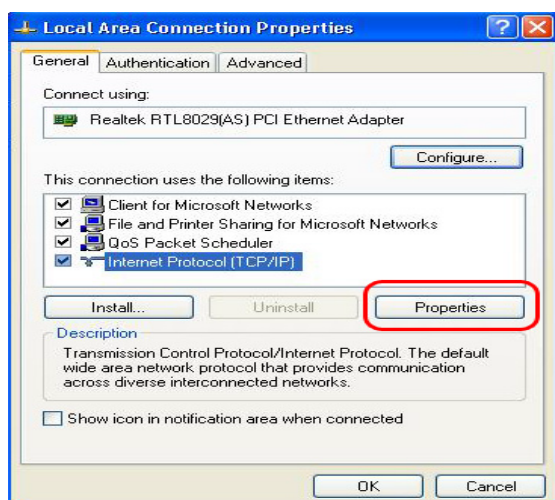 Local Area Connection Properties
General Authentication Advanced
Connect using:
Realtek RTL8029(AS) PCI Ethernet Adapter
Configure...
This connection uses the following items:
Client for Microsoft Networks
File and Printer Sharing for Microsoft Networks
QoS Packet Scheduler
Internet Protocol (TCP/IP)
Install... Uninstall Properties
Description
Transmission Control Protocol/Internet Protocol. The default
wide area network protocol that provides communication
across diverse interconnected networks.
Show icon in notification area when connected
OK Cancel